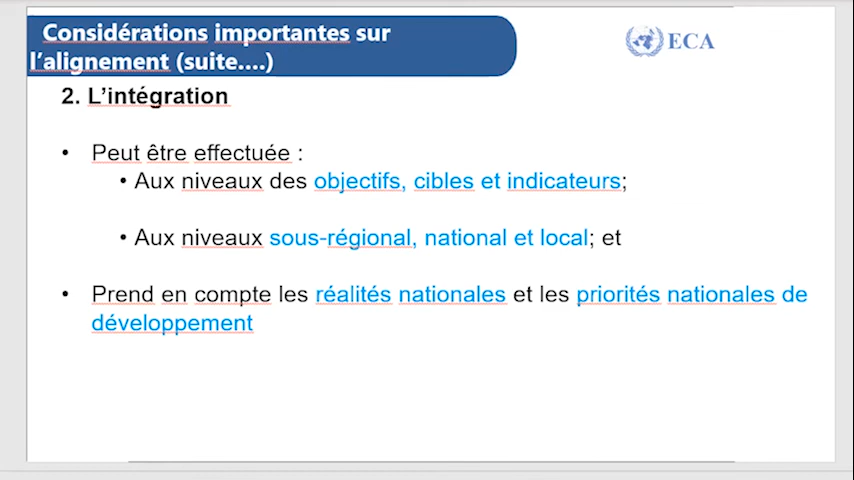 Considérations importantes sur
l'alignement (suite....)
ECA
2. L'intégration
• Peut être effectuée :
• Aux niveaux des objectifs, cibles et indicateurs;
• Aux niveaux sous-régional, national et local; et
• Prend en compte les réalités nationales et les priorités nationales de
développement